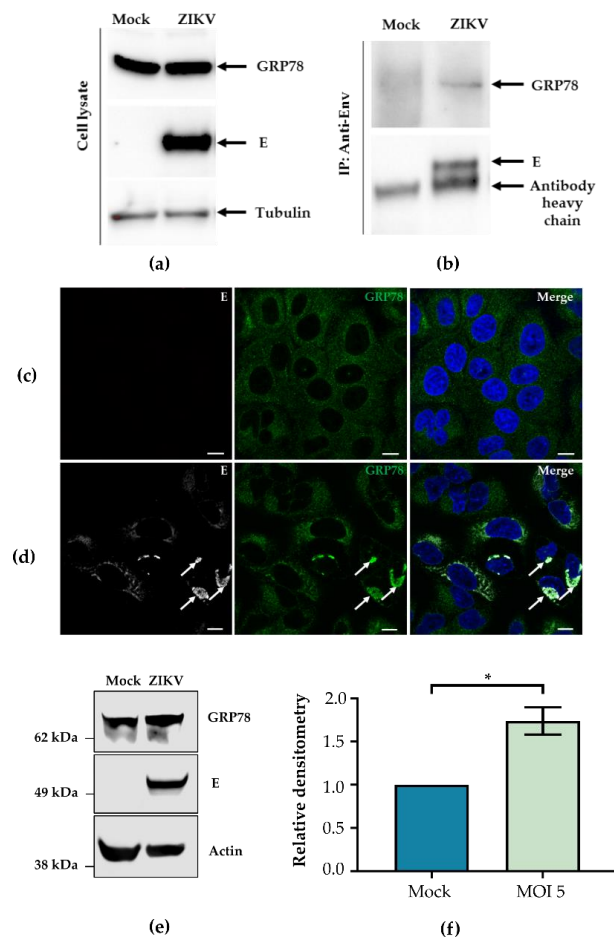 Mock ZIKV
Cell lysate
GRP78
E
Tubulin
(a)
Mock ZIKV
IP: Anti-Env
GRP78
E
Antibody
heavy
chain
(b)
(c)
E
GRP78
Merge
(d)
E
GRP78
Merge
Mock ZIKV
GRP78
62 kDa
E
49 kDa
Actin
38 kDa
(e)
Relative densitometry
2.0
1.5
1.0
0.5
0.0
*
Mock
MOI 5
(f)